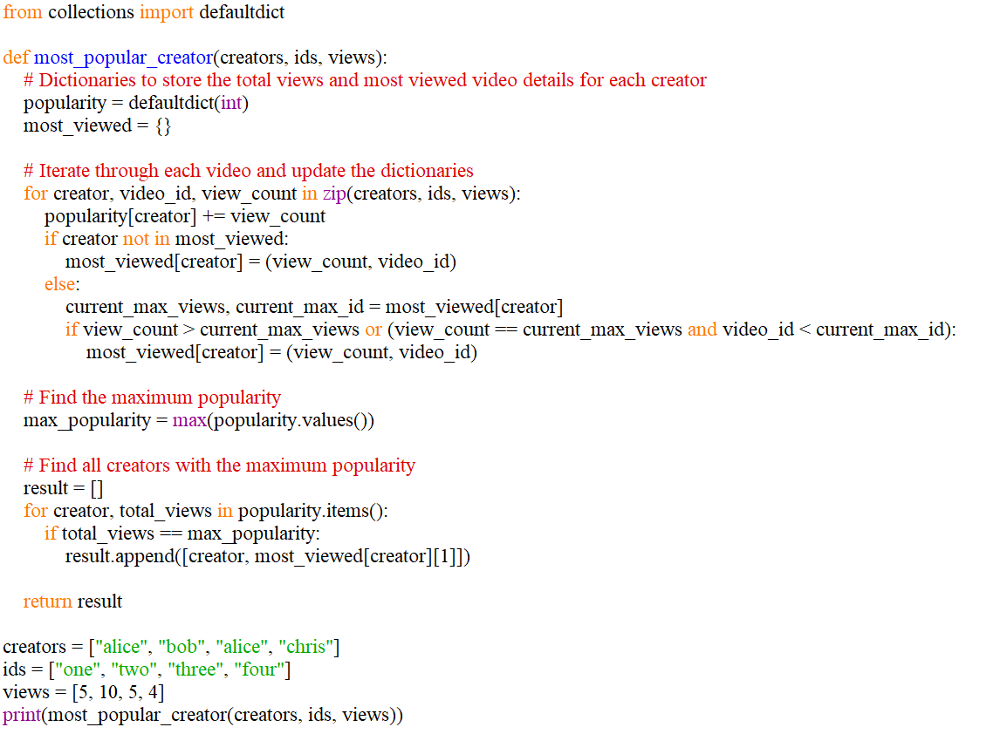 from collections import defaultdict
def most_popular_creator(creators, ids, views):
# Dictionaries to store the total views and most viewed video details for each creator
popularity = defaultdict(int)
most_viewed = {}
# Iterate through each video and update the dictionaries
for creator, video_id, view_count in zip(creators, ids, views):
popularity[creator] += view_count
if creator not in most_viewed:
most_viewed[creator] = (view_count, video_id)
else:
current_max_views, current_max_id = most_viewed[creator]
if view_count > current_max_views or (view_count == current_max_views and video_id < current_max_id):
most_viewed[creator] = (view_count, video_id)
# Find the maximum popularity
max_popularity = max(popularity.values())
# Find all creators with the maximum popularity
result = []
for creator, total_views in popularity.items():
if total_views == max_popularity:
result.append([creator, most_viewed[creator][1]])
return result
creators = ["alice", "bob", "alice", "chris"]
ids = ["one", "two", "three", "four"]
views = [5, 10, 5, 4]
print(most_popular_creator(creators, ids, views))